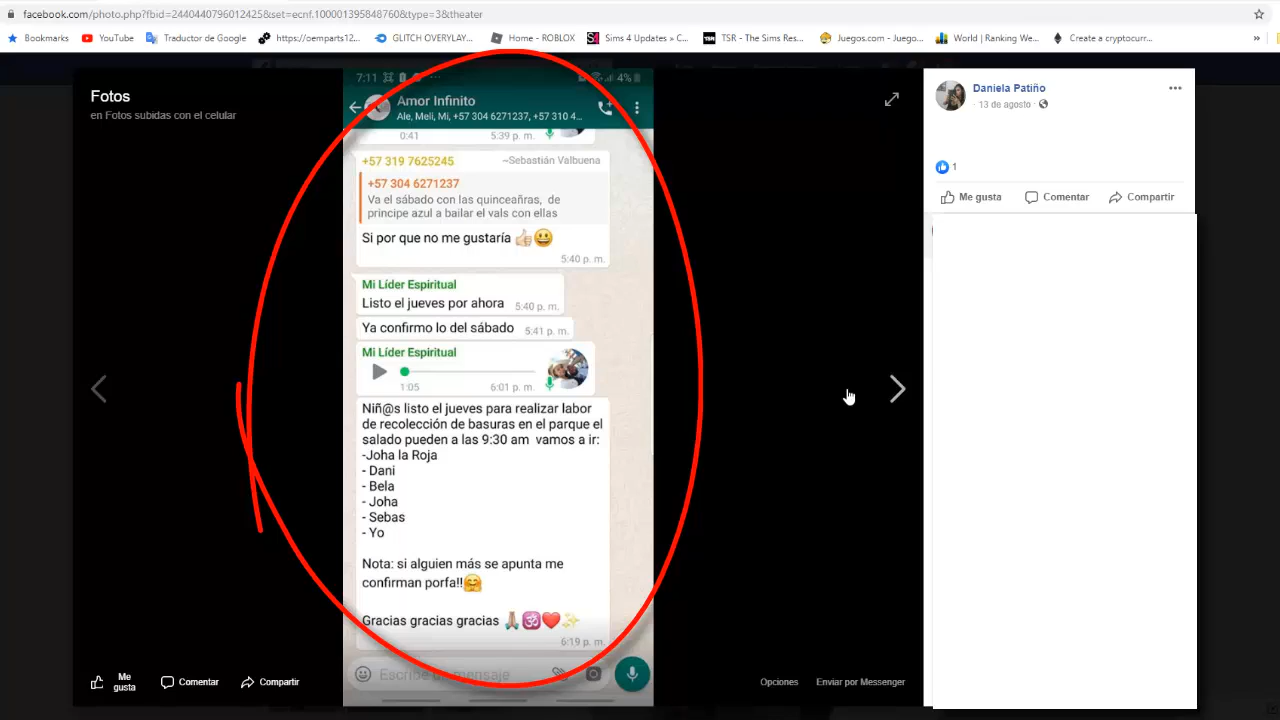 facebook.com/photo.php?fbid=2440440796012425&set=ecnf.100001395848760&type=3&theater
Bookmarks YouTube Traductor de Google https://oemparts12... GLITCH OVERYLAY... Home - ROBLOX Sims 4 Updates » C... TSR - The Sims Res... Juegos.com - Juego... World | Ranking We... Create a cryptocurr... »
Fotos
en Fotos subidas con el celular
7:11 4%
Amor Infinito
Ale, Meli, Mi, +57 304 6271237, +57 310 4...
0:41 5:39 p. m.
+57 319 7625245 ~Sebastián Valbuena
+57 304 6271237
Va el sábado con las quinceañras, de
principe azul a bailar el vals con ellas
Si por que no me gustaría 👍🏻😃
5:40 p. m.
Mi Líder Espiritual
Listo el jueves por ahora 5:40 p. m.
Ya confirmo lo del sábado 5:41 p. m.
Mi Líder Espiritual
1:05 6:01 p. m.
Niñ@s listo el jueves para realizar labor
de recolección de basuras en el parque el
salado pueden a las 9:30 am vamos a ir:
-Joha la Roja
- Dani
- Bela
- Joha
- Sebas
- Yo
Nota: si alguien más se apunta me
confirman porfa!!🤗
Gracias gracias gracias 🙏🏽🕉❤✨
6:19 p. m.
Escribe un mensaje
Me gusta Comentar Compartir
Opciones Enviar por Messenger
Daniela Patiño
· 13 de agosto ·
1
Me gusta Comentar Compartir